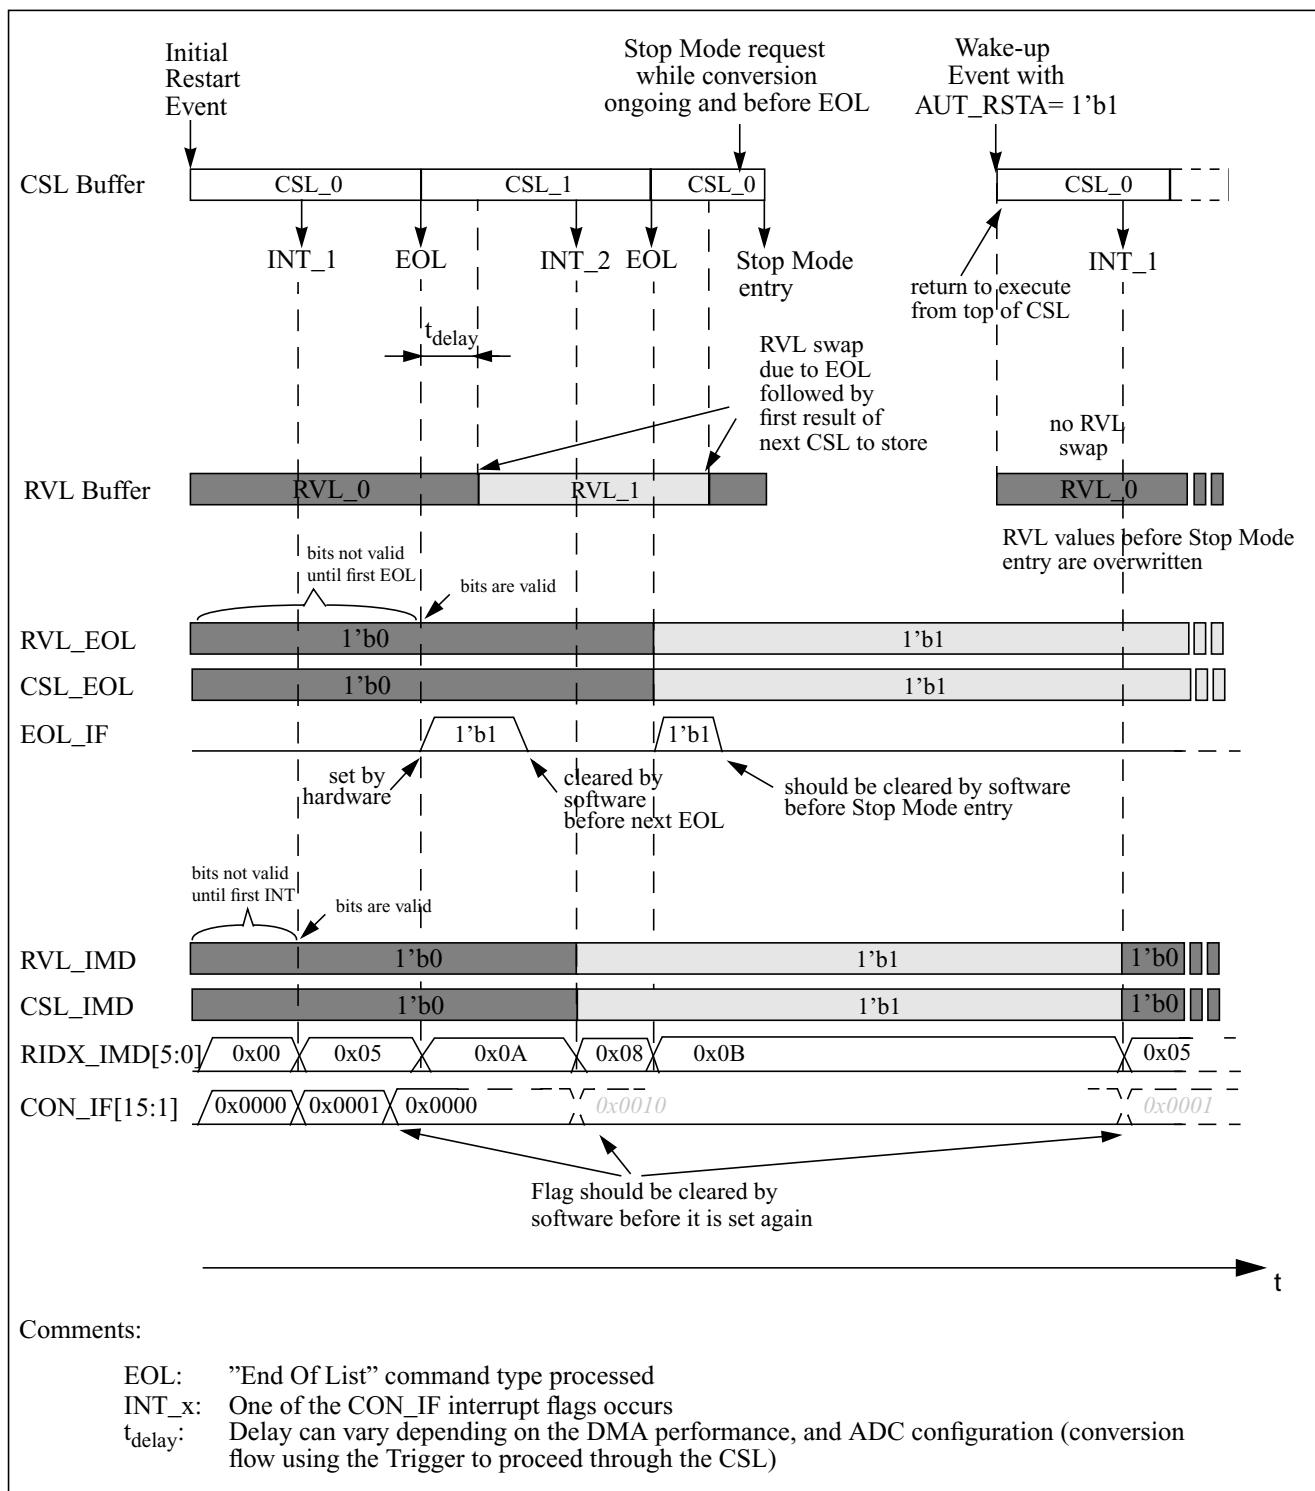 Initial
Restart
Event
Stop Mode request
while conversion
ongoing and before EOL
Wake-up
Event with
AUT_RSTA= 1’b1
CSL Buffer
CSL_0
CSL_1
CSL_0
CSL_0
INT_1
EOL
INT_2
EOL
Stop Mode
entry
INT_1
return to execute
from top of CSL
tdelay
RVL swap
due to EOL
followed by
first result of
next CSL to store
no RVL
swap
RVL Buffer
RVL_0
RVL_1
RVL_0
RVL values before Stop Mode
entry are overwritten
bits not valid
until first EOL
bits are valid
RVL_EOL
1’b0
1’b1
CSL_EOL
1’b0
1’b1
EOL_IF
1’b1
1’b1
set by
hardware
cleared by
software
before next EOL
should be cleared by software
before Stop Mode entry
bits not valid
until first INT
bits are valid
RVL_IMD
1’b0
1’b1
1’b0
CSL_IMD
1’b0
1’b1
1’b0
RIDX_IMD[5:0]
0x00
0x05
0x0A
0x08
0x0B
0x05
CON_IF[15:1]
0x0000
0x0001
0x0000
0x0010
0x0001
Flag should be cleared by
software before it is set again
t
Comments:
EOL: ”End Of List” command type processed
INT_x: One of the CON_IF interrupt flags occurs
tdelay: Delay can vary depending on the DMA performance, and ADC configuration (conversion
flow using the Trigger to proceed through the CSL)